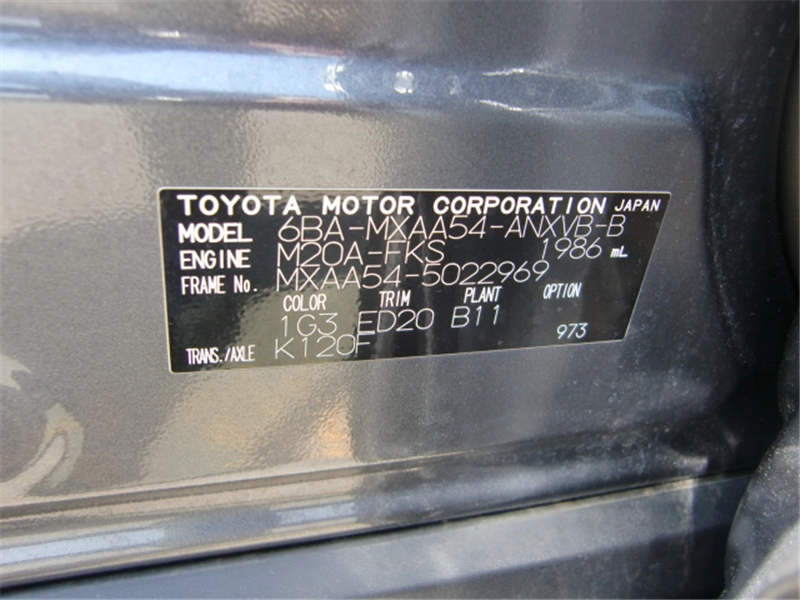 TOYOTA MOTOR CORPORATION JAPAN
MODEL 6BA-MXAA54-ANXVB-B
ENGINE M20A-FKS 1986 mL
FRAME No. MXAA54-5022969
COLOR TRIM PLANT OPTION
1G3 ED20 B11 973
TRANS./AXLE K120F